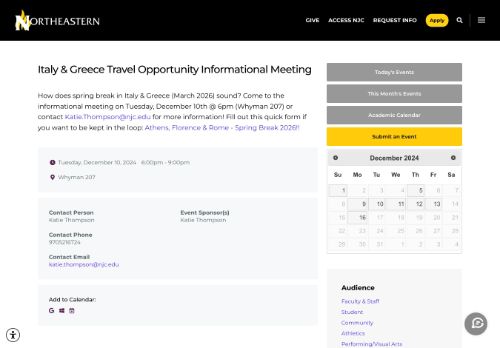 NORTHEASTERN
GIVE ACCESS NJC REQUEST INFO Apply
Italy & Greece Travel Opportunity Informational Meeting
How does spring break in Italy & Greece (March 2026) sound? Come to the
informational meeting on Tuesday, December 10th @ 6pm (Whyman 207) or
contact Katie.Thompson@njc.edu for more information! Fill out this quick form if
you want to be kept in the loop: Athens, Florence & Rome - Spring Break 2026!!
Tuesday, December 10, 2024 6:00pm - 9:00pm
Whyman 207
Contact Person
Katie Thompson
Event Sponsor(s)
Katie Thompson
Contact Phone
9705216724
Contact Email
katie.thompson@njc.edu
Add to Calendar:
Today's Events
This Month's Events
Academic Calendar
Submit an Event
December 2024
Su Mo Tu We Th Fr Sa
1 2 3 4 5 6 7
8 9 10 11 12 13 14
15 16 17 18 19 20 21
22 23 24 25 26 27 28
29 30 31 1 2 3 4
Audience
Faculty & Staff
Student
Community
Athletics
Performing/Visual Arts